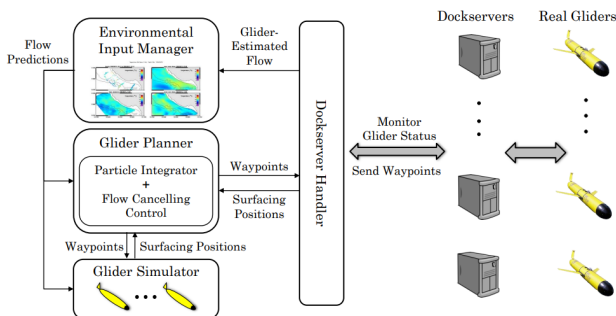 Flow
Predictions
Environmental
Input Manager
Glider-
Estimated
Flow
Glider Planner
Particle Integrator
+
Flow Cancelling
Control
Waypoints
Surfacing
Positions
Waypoints
Surfacing Positions
Glider Simulator
Dockserver Handler
Monitor
Glider Status
Send Waypoints
Dockservers
Real Gliders